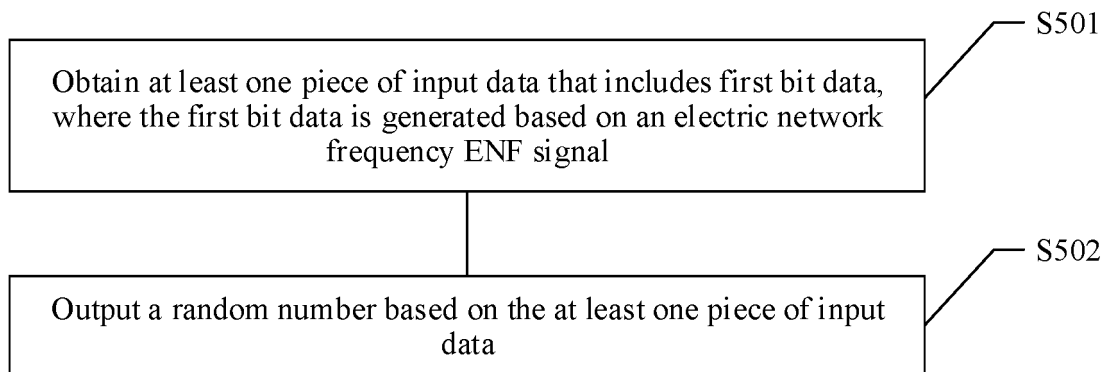 S501
Obtain at least one piece of input data that includes first bit data,
where the first bit data is generated based on an electric network
frequency ENF signal
S502
Output a random number based on the at least one piece of input
data